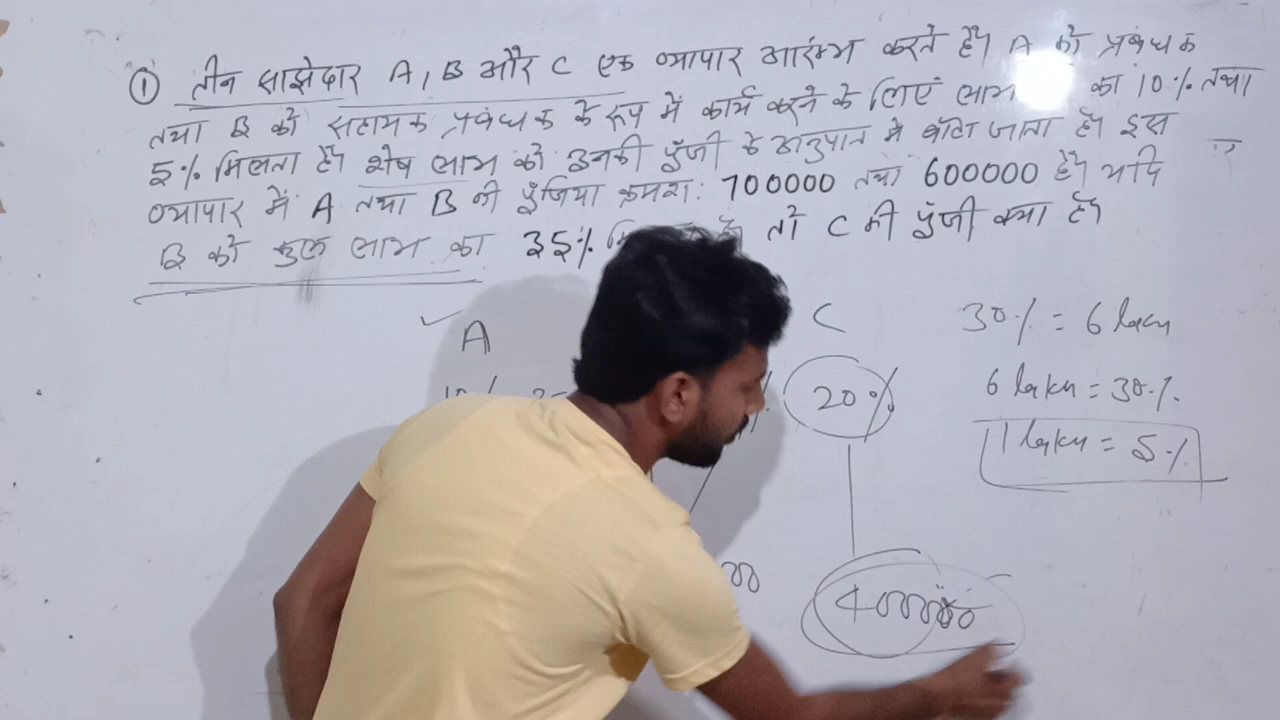 ① तीन साझेदार A, B और C एक व्यापार आरंभ करते हैं। A को प्रबंधक
तथा B को सहायक प्रबंधक के रूप में कार्य करने के लिएं लाभ का 10% तथा
5% मिलता है। शेष लाभ को उनकी पूँजी के अनुपात में बाँटा जाता है। इस
व्यापार में A तथा B की पूँजिया क्रमश: 700000 तथा 600000 है। यदि
B को कुल लाभ का 35% है। तो C की पूँजी क्या है।
A
C
20%
400000
30% = 6 lakh
6 lakh = 30%
1 lakh = 5%